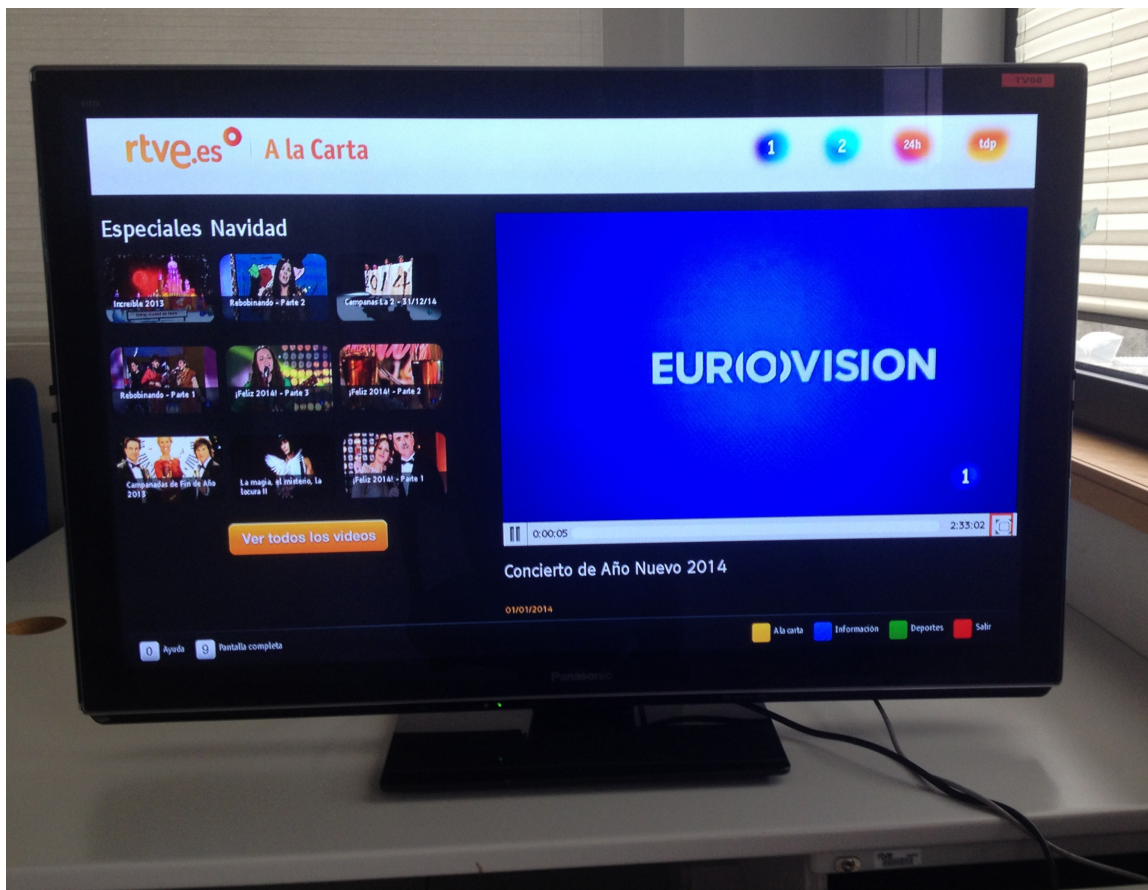 TV08
rtve.es A la Carta
1 2 24h tdp
Especiales Navidad
Increíble 2013
Rebobinando - Parte 2
Campanas La 2 - 31/12/14
2014
Rebobinando - Parte 1
¡Feliz 2014! - Parte 3
¡Feliz 2014! - Parte 2
Campanadas de Fin de Año
2013
La magia, el misterio, la
locura II
¡Feliz 2014! - Parte 1
Ver todos los videos
EUR(O)VISION
1
0:00:05
2:33:02
Concierto de Año Nuevo 2014
01/01/2014
0 Ayuda 9 Pantalla completa
A la carta Información Deportes Salir
Panasonic